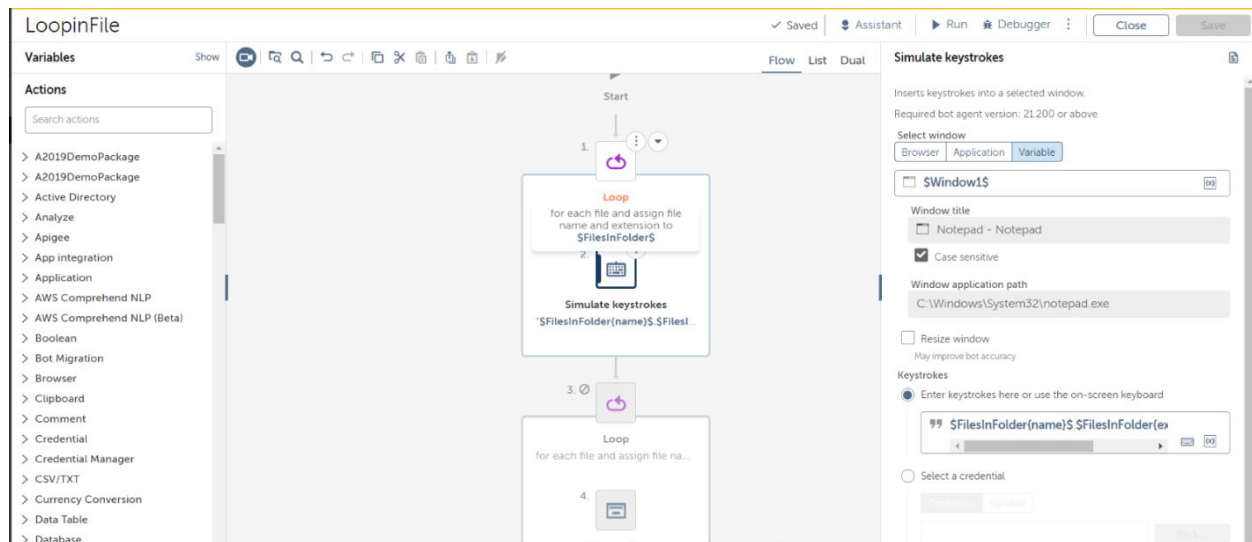 LoopinFile
Saved
Assistant
Run
Debugger
Close
Save
Variables
Show
Actions
Search actions
A2019DemoPackage
A2019DemoPackage
Active Directory
Analyze
Apigee
App integration
Application
AWS Comprehend NLP
AWS Comprehend NLP (Beta)
Boolean
Bot Migration
Browser
Clipboard
Comment
Credential
Credential Manager
CSV/TXT
Currency Conversion
Data Table
Database
Flow List Dual
Start
1.
Loop
for each file and assign file
name and extension to
$FilesInFolder$
2.
Simulate keystrokes
"$FilesInFolder{name}$.$FilesI...
3.
Loop
for each file and assign file na...
4.
Simulate keystrokes
Inserts keystrokes into a selected window.
Required bot agent version: 21.200 or above
Select window
Browser Application Variable
$Window1$
(x)
Window title
Notepad - Notepad
Case sensitive
Window application path
C:\Windows\System32\notepad.exe
Resize window
May improve bot accuracy
Keystrokes
Enter keystrokes here or use the on-screen keyboard
$FilesInFolder{name}$.$FilesInFolder{ex
(x)
Select a credential
Credential Variable
Pick...